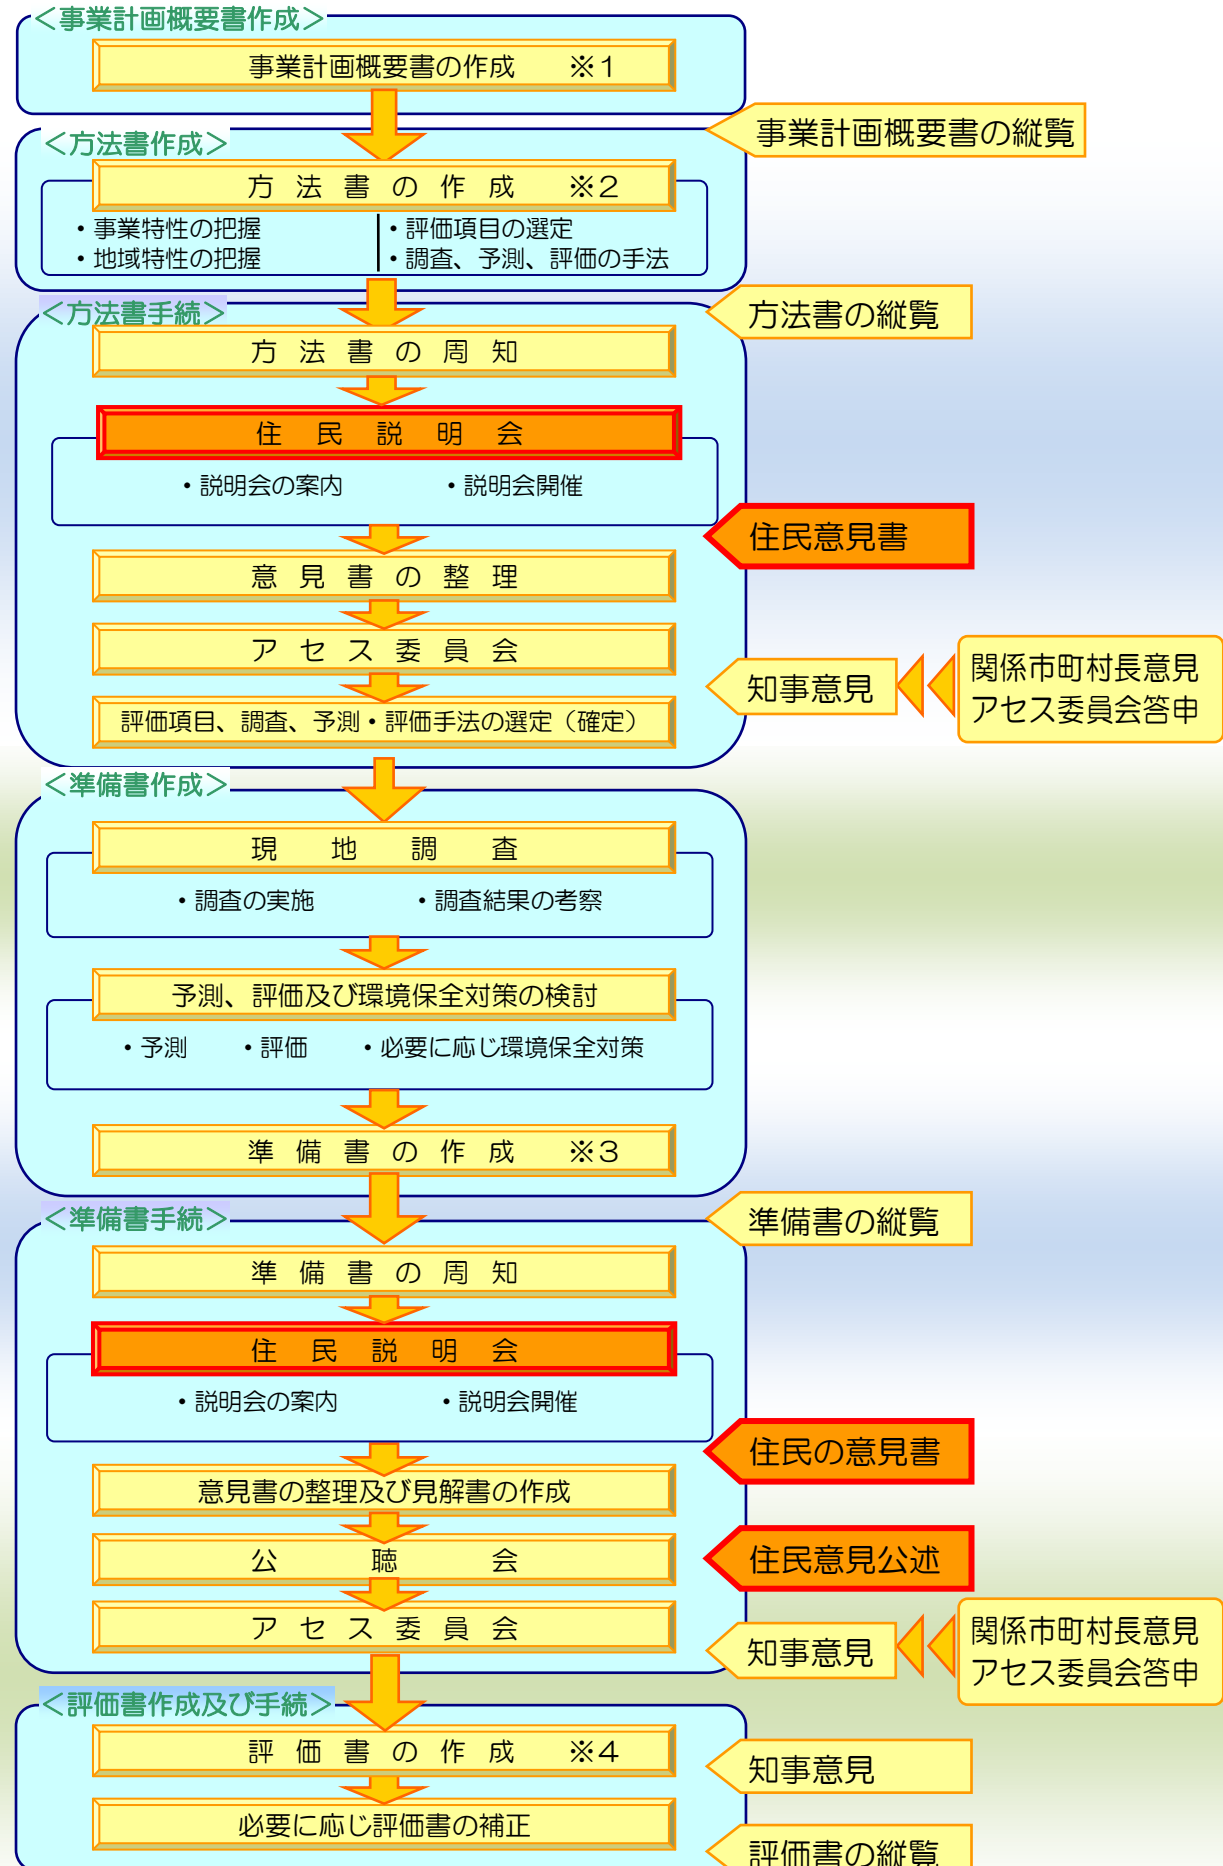 ＜事業計画概要書作成＞
事業計画概要書の作成　※１
事業計画概要書の縦覧
＜方法書作成＞
方法書の作成　※２
・事業特性の把握
・地域特性の把握
・評価項目の選定
・調査、予測、評価の手法
方法書の縦覧
＜方法書手続＞
方法書の周知
住民説明会
・説明会の案内　・説明会開催
住民意見書
意見書の整理
アセス委員会
知事意見
関係市町村長意見
アセス委員会答申
評価項目、調査、予測・評価手法の選定（確定）
＜準備書作成＞
現地調査
・調査の実施　・調査結果の考察
予測、評価及び環境保全対策の検討
・予測　・評価　・必要に応じ環境保全対策
準備書の作成　※３
準備書の縦覧
＜準備書手続＞
準備書の周知
住民説明会
・説明会の案内　・説明会開催
住民の意見書
意見書の整理及び見解書の作成
公聴会
住民意見公述
アセス委員会
知事意見
関係市町村長意見
アセス委員会答申
＜評価書作成及び手続＞
評価書の作成　※４
知事意見
必要に応じ評価書の補正
評価書の縦覧